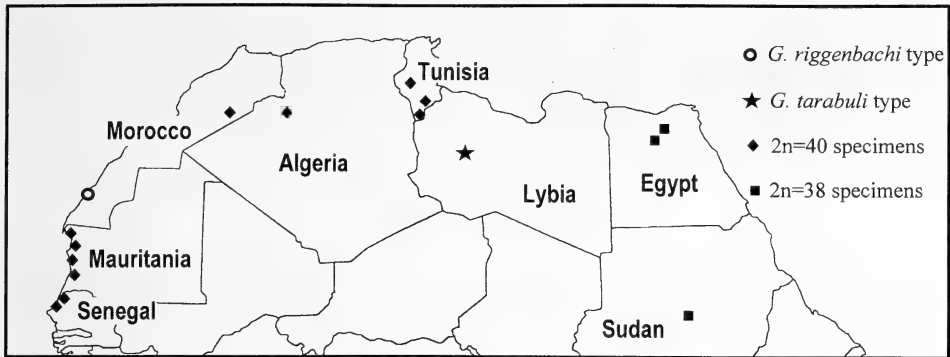 Tunisia
Morocco
Algeria
Lybia
Egypt
Mauritania
Senegal
Sudan
G. riggenbachi type
G. tarabuli type
2n=40 specimens
2n=38 specimens